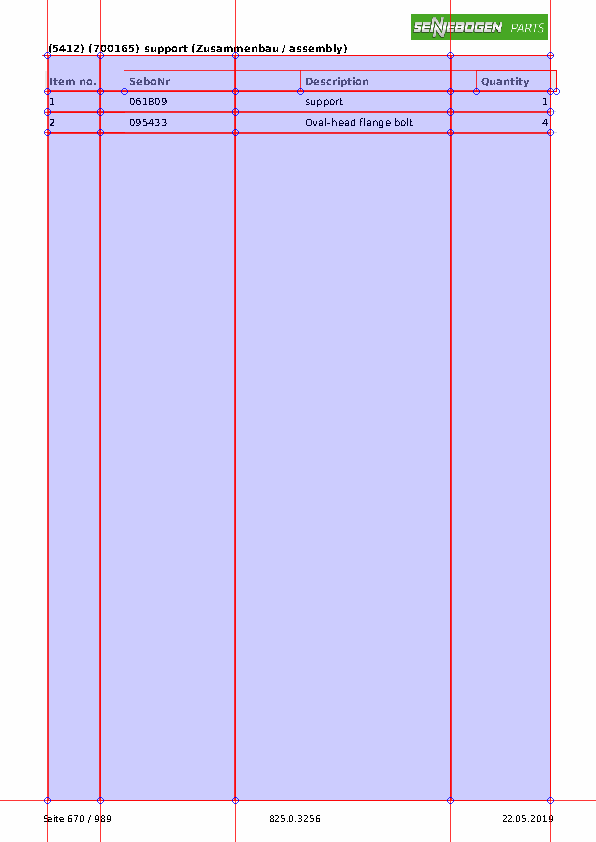 SENNEBOGEN PARTS
(5412) (700165) support (Zusammenbau / assembly)
Item no. SeboNr Description Quantity
1 061809 support 1
2 095433 Oval-head flange bolt 4
Seite 670 / 989 825.0.3256 22.05.2019